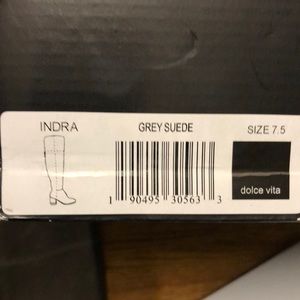 INDRA
GREY SUEDE
SIZE 7.5
1 90495 30563 3
dolce vita